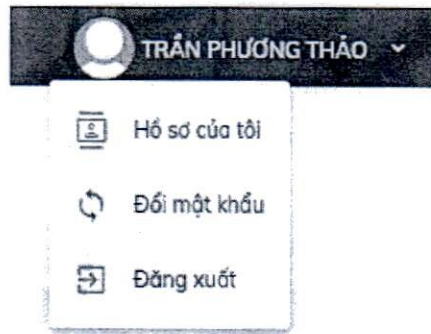 TRẦN PHƯƠNG THẢO
Hồ sơ của tôi
Đổi mật khẩu
Đăng xuất